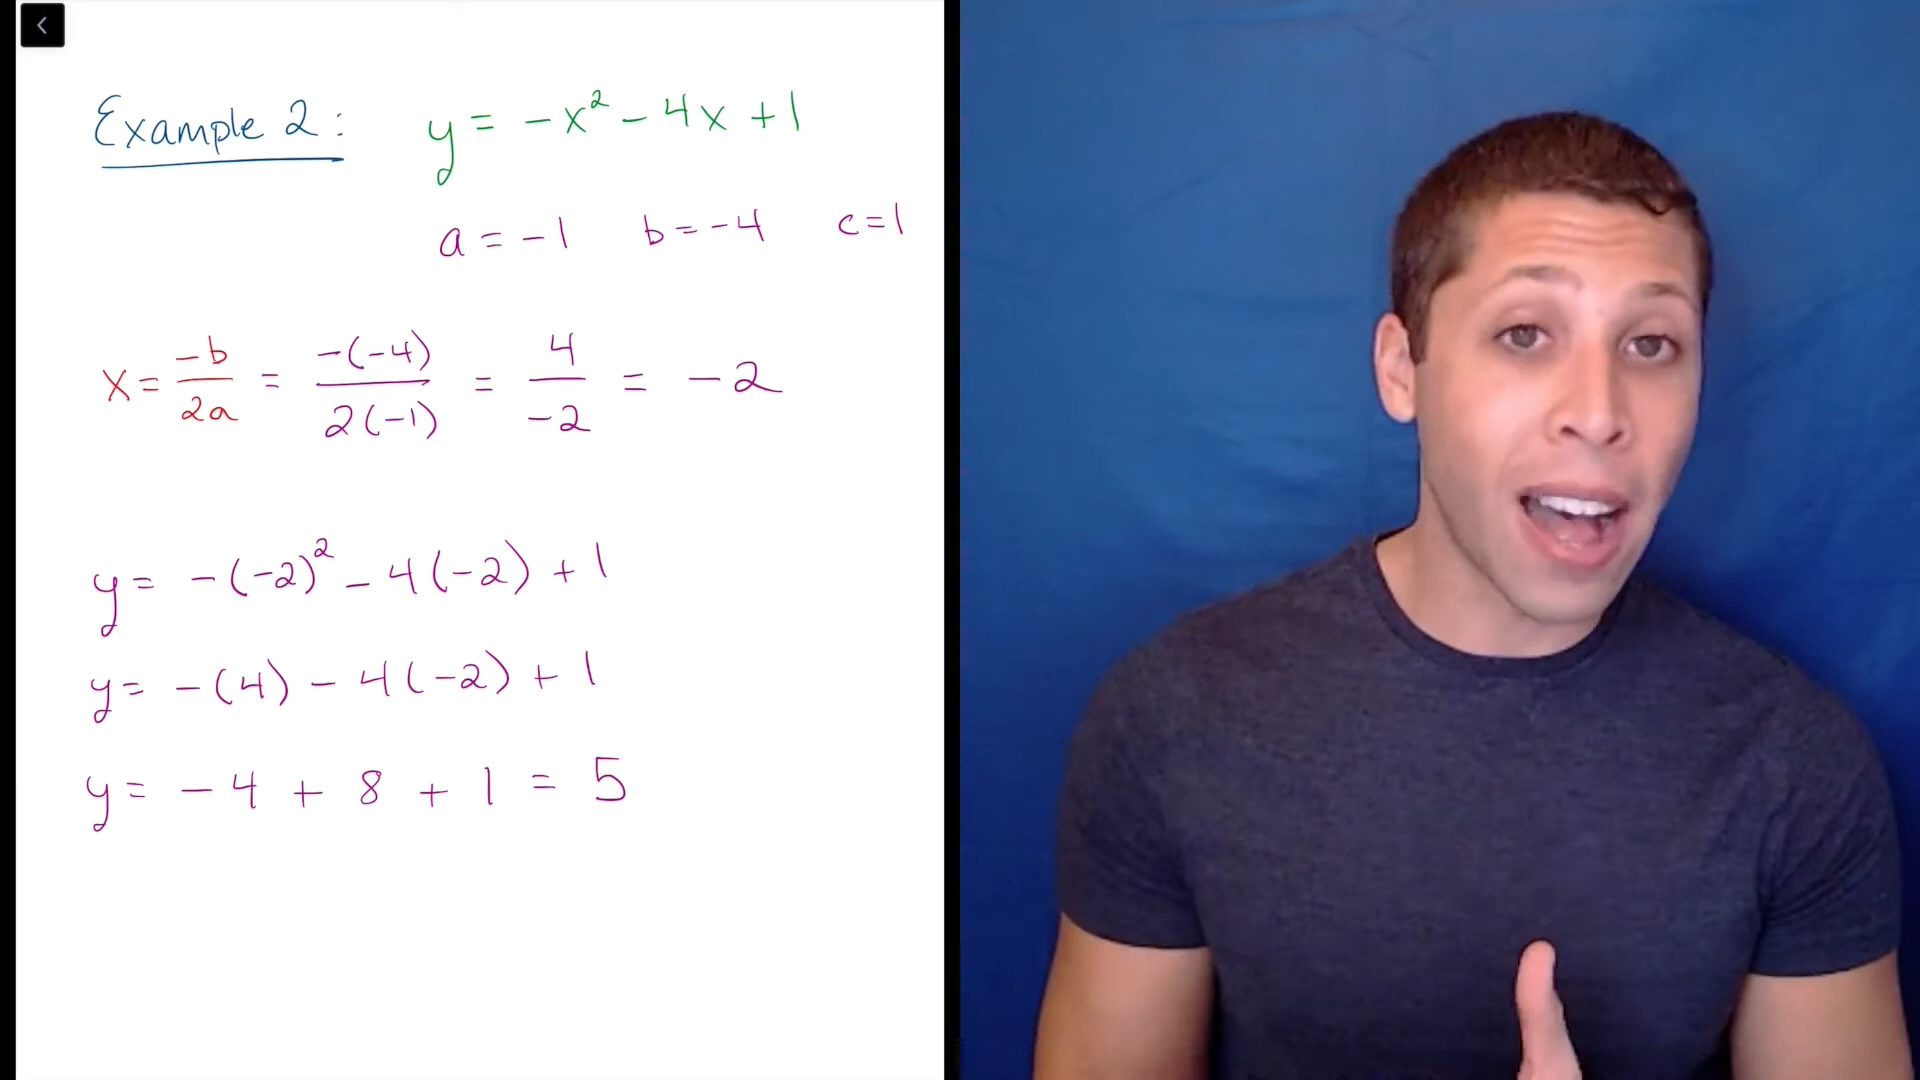 Example 2: y = -x² - 4x + 1
a = -1 b = -4 c = 1
x = -b/2a = -(-4)/2(-1) = 4/-2 = -2
y = -(-2)² - 4(-2) + 1
y = -(4) - 4(-2) + 1
y = -4 + 8 + 1 = 5